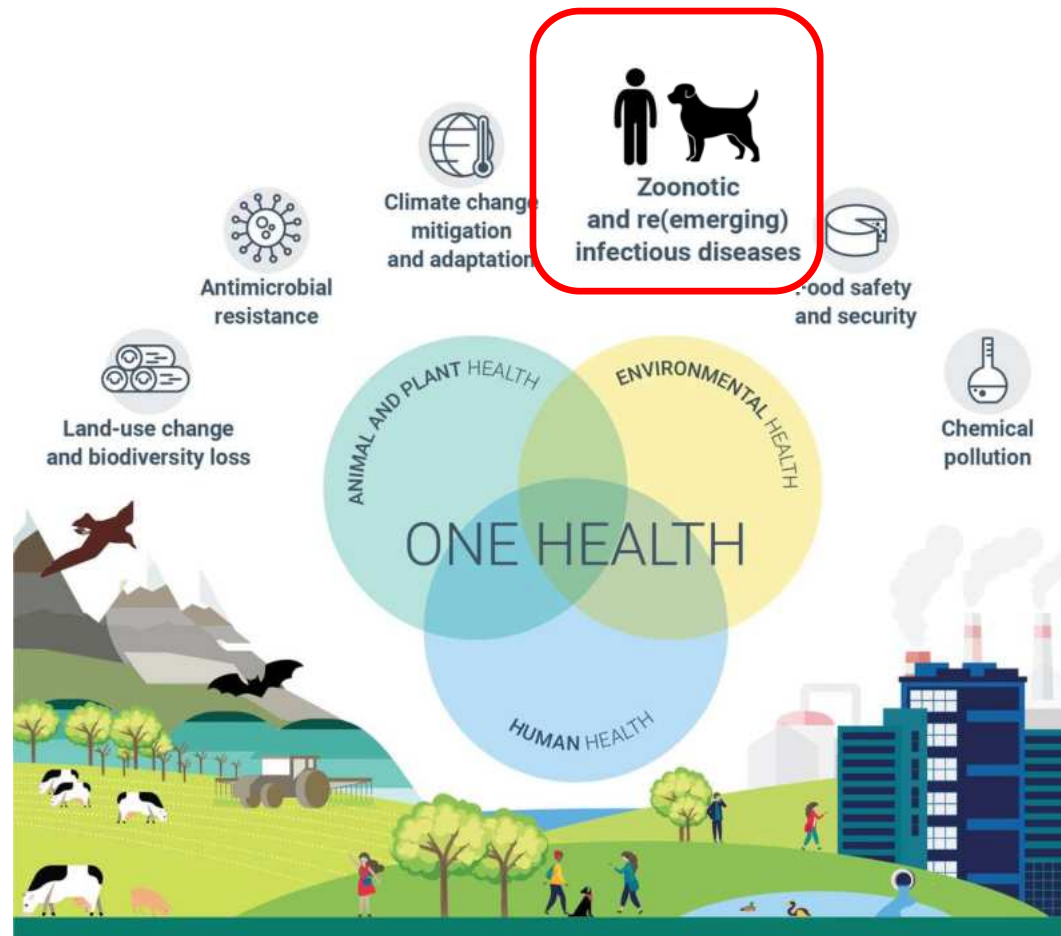 Zoonotic
and re(emerging)
infectious diseases
Climate change
mitigation
and adaptation
Antimicrobial
resistance
Food safety
and security
Land-use change
and biodiversity loss
Chemical
pollution
ANIMAL AND PLANT HEALTH
ENVIRONMENTAL HEALTH
ONE HEALTH
HUMAN HEALTH